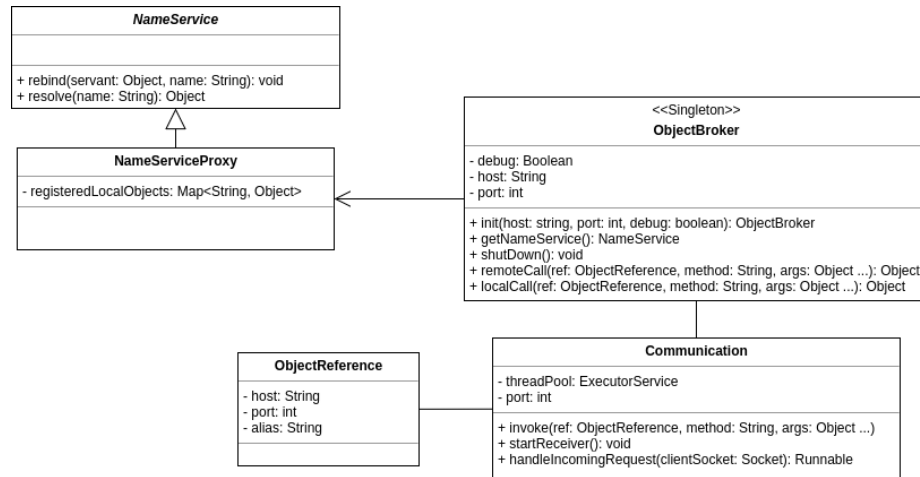 NameService
+ rebind(servant: Object, name: String): void
+ resolve(name: String): Object
NameServiceProxy
- registeredLocalObjects: Map<String, Object>
<<Singleton>>
ObjectBroker
- debug: Boolean
- host: String
- port: int
+ init(host: string, port: int, debug: boolean): ObjectBroker
+ getNameService(): NameService
+ shutDown(): void
+ remoteCall(ref: ObjectReference, method: String, args: Object ...): Object
+ localCall(ref: ObjectReference, method: String, args: Object ...): Object
ObjectReference
- host: String
- port: int
- alias: String
Communication
- threadPool: ExecutorService
- port: int
+ invoke(ref: ObjectReference, method: String, args: Object ...)
+ startReceiver(): void
+ handleIncomingRequest(clientSocket: Socket): Runnable